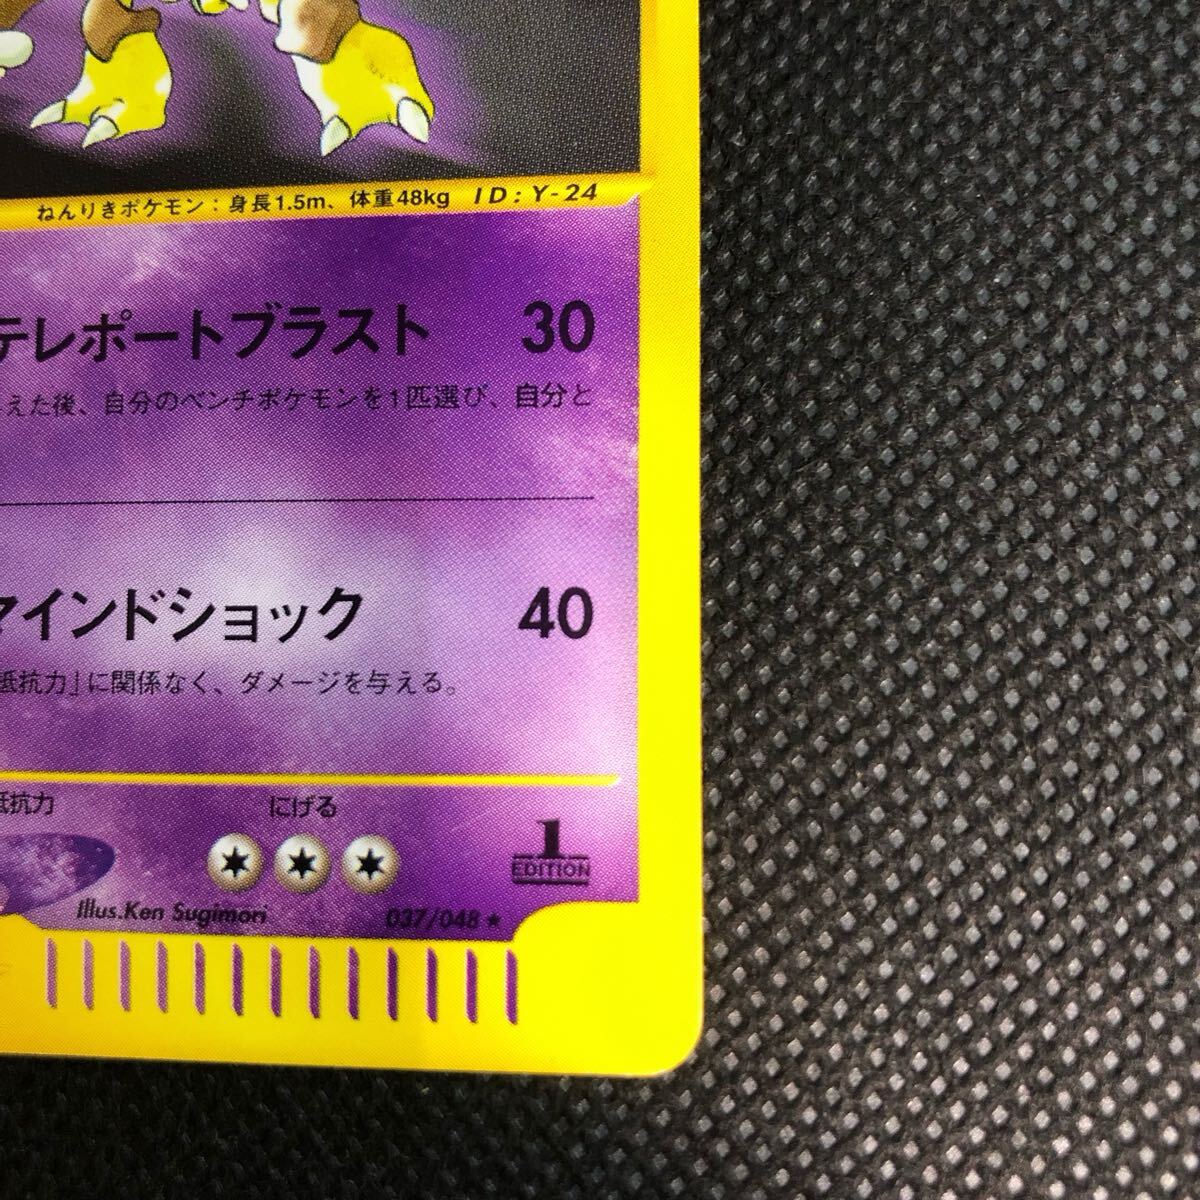 ねんりきポケモン：身長1.5m、体重48kg ID：Y-24
テレポートブラスト 30
えた後、自分のベンチポケモンを1匹選び、自分と
マインドショック 40
抵抗力」に関係なく、ダメージを与える。
抵抗力 にげる
1
EDITION
Illus.Ken Sugimori 037/048 ★